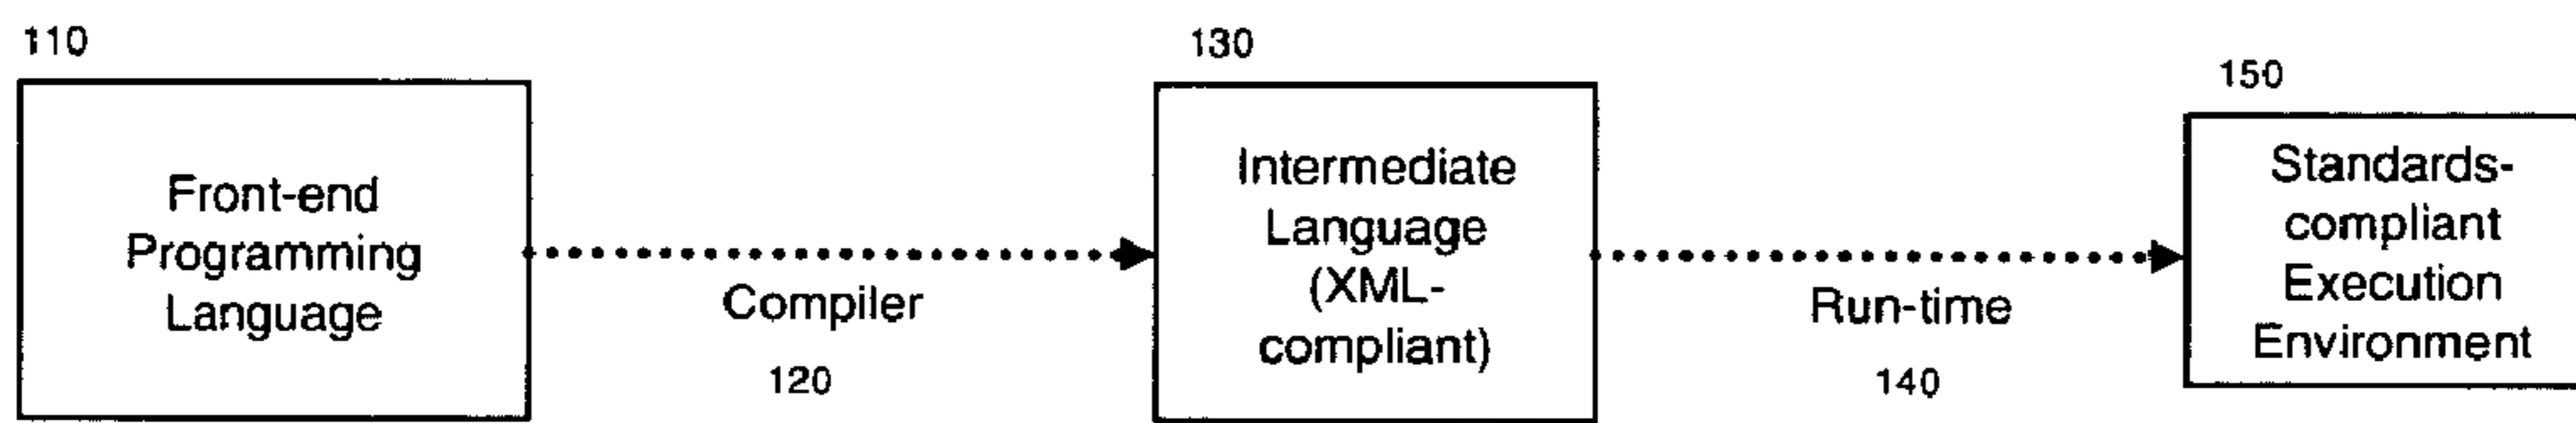 110
Front-end
Programming
Language
Compiler
120
130
Intermediate
Language
(XML-
compliant)
Run-time
140
150
Standards-
compliant
Execution
Environment